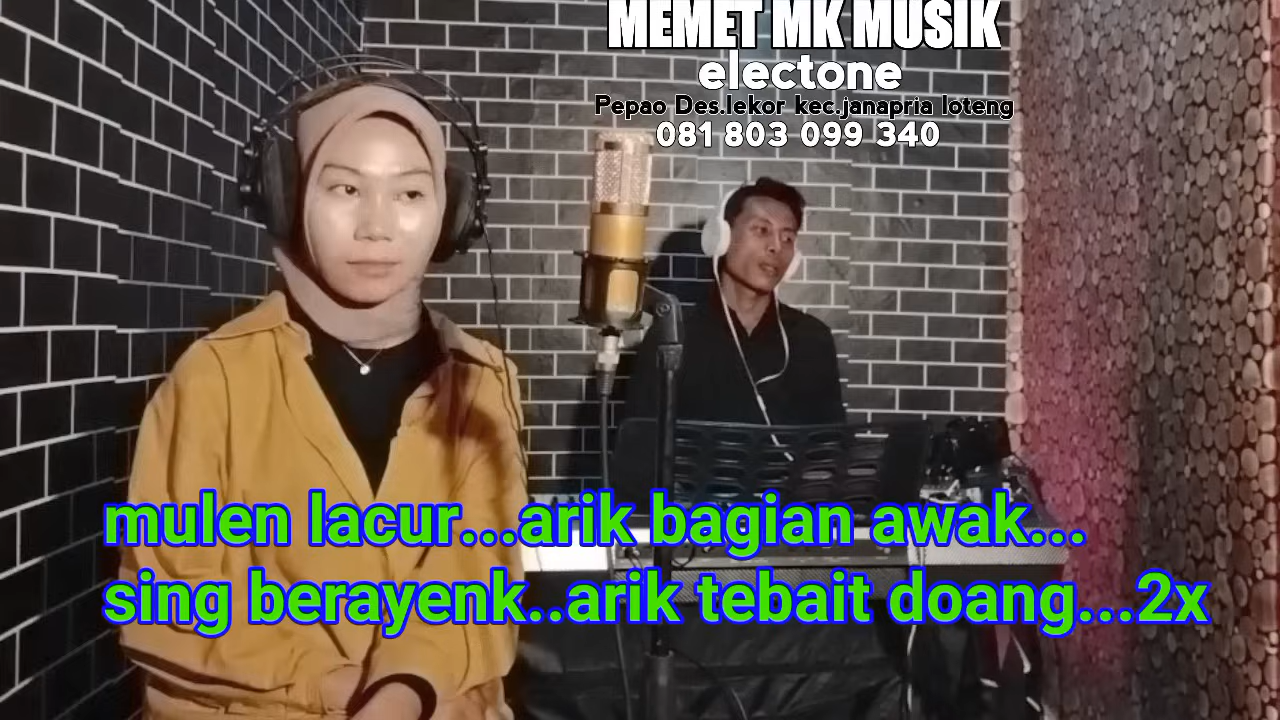 MEMET MK MUSIK
electone
Pepao Des.lekor kec.janapria loteng
081 803 099 340
mulen lacur...arik bagian awak...
sing berayenk..arik tebait doang...2x